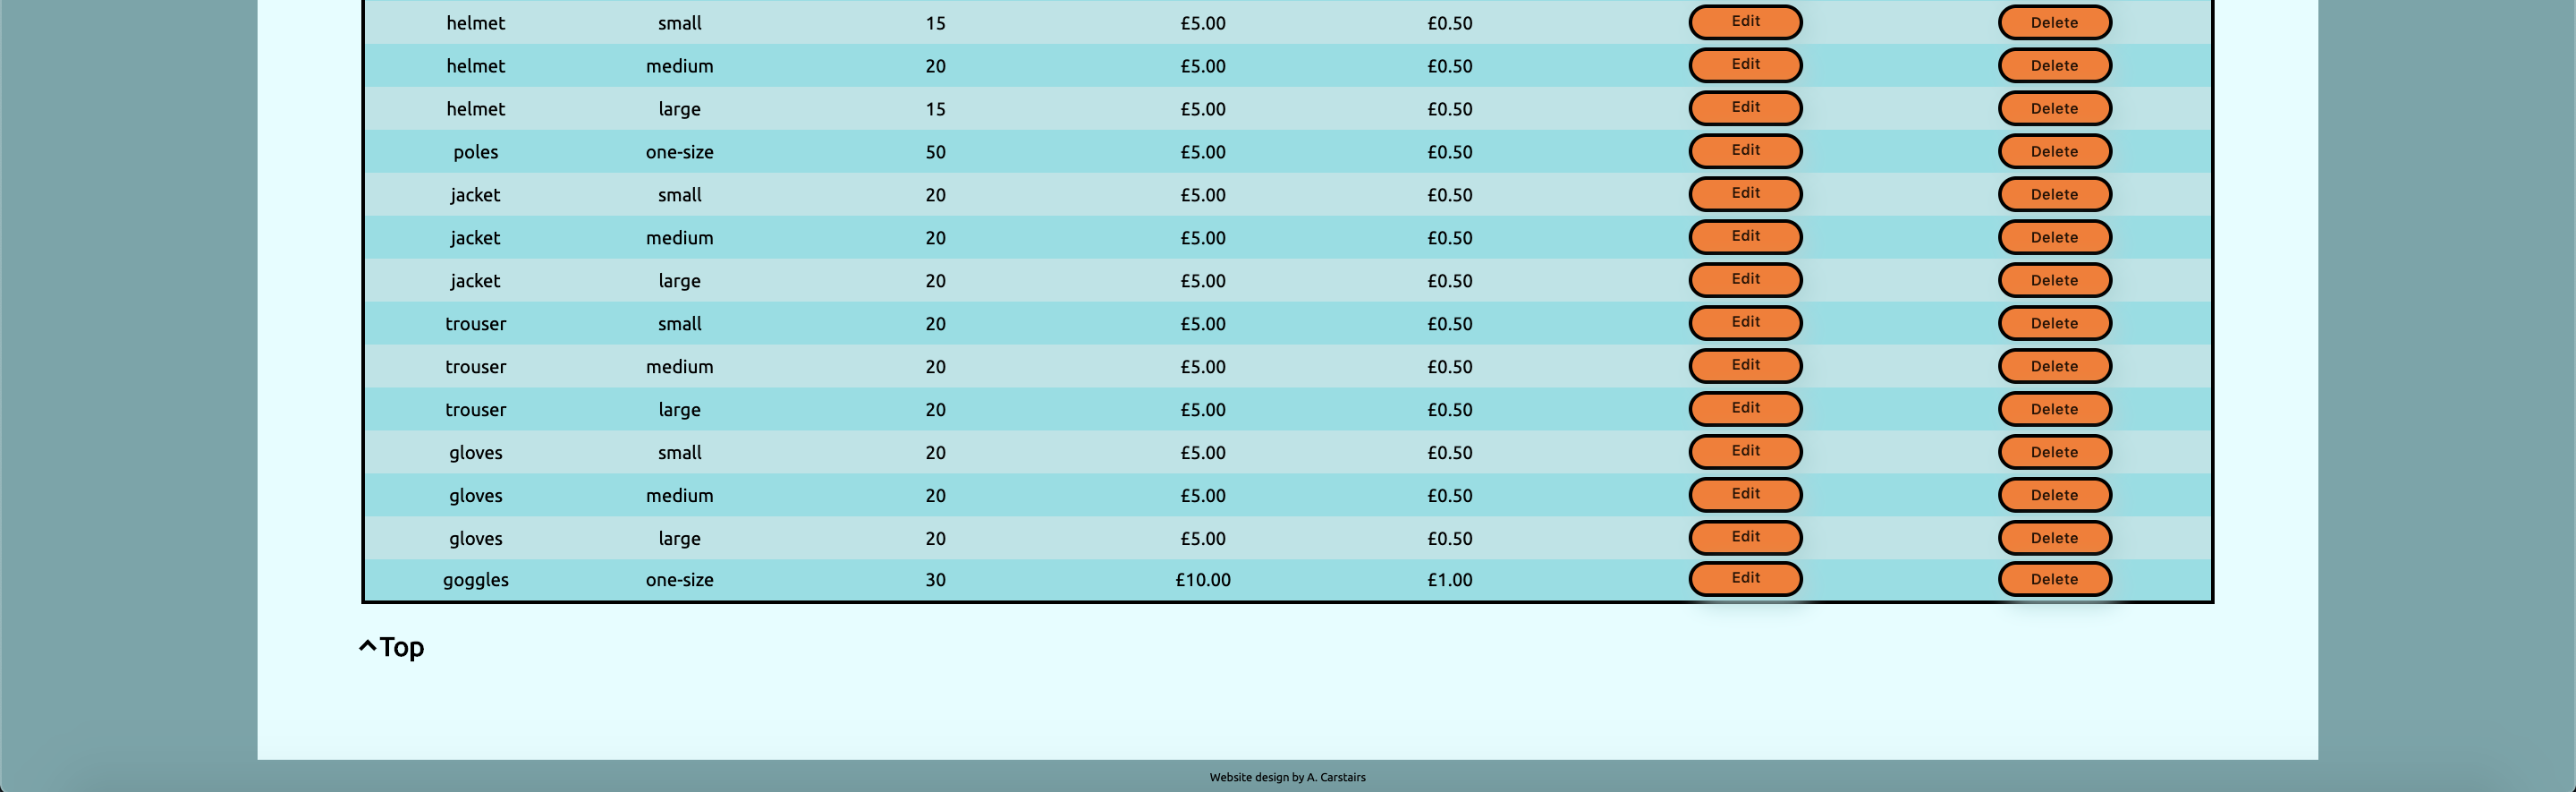 helmet small 15 £5.00 £0.50 Edit Delete
helmet medium 20 £5.00 £0.50 Edit Delete
helmet large 15 £5.00 £0.50 Edit Delete
poles one-size 50 £5.00 £0.50 Edit Delete
jacket small 20 £5.00 £0.50 Edit Delete
jacket medium 20 £5.00 £0.50 Edit Delete
jacket large 20 £5.00 £0.50 Edit Delete
trouser small 20 £5.00 £0.50 Edit Delete
trouser medium 20 £5.00 £0.50 Edit Delete
trouser large 20 £5.00 £0.50 Edit Delete
gloves small 20 £5.00 £0.50 Edit Delete
gloves medium 20 £5.00 £0.50 Edit Delete
gloves large 20 £5.00 £0.50 Edit Delete
goggles one-size 30 £10.00 £1.00 Edit Delete
Top
Website design by A. Carstairs